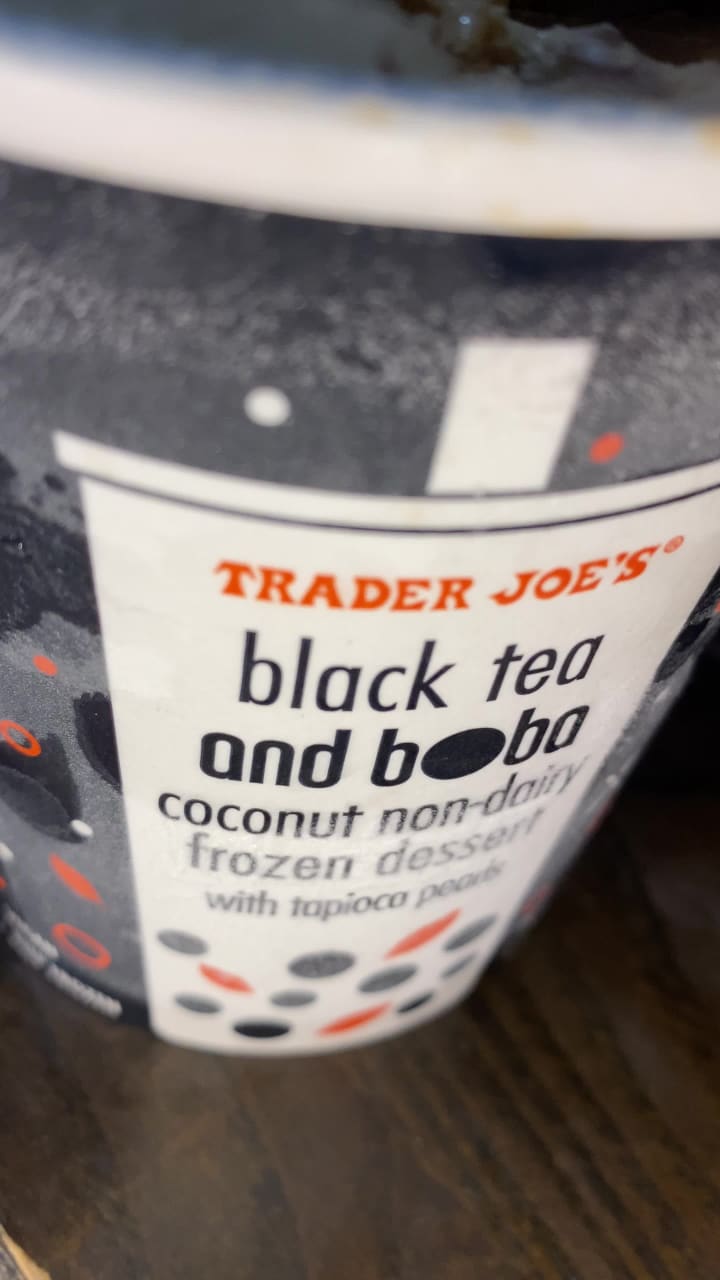 TRADER JOE'S®
black tea
and boba
coconut non-dairy
frozen dessert
with tapioca pearls